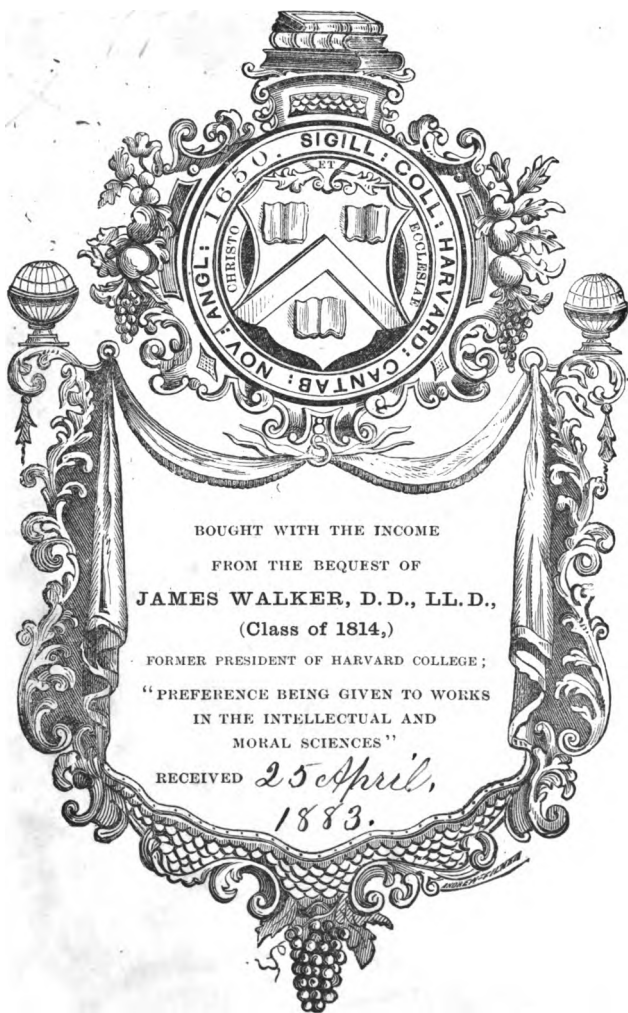 SIGILL: COLL: HARVARD: CANTAB: NOV: ANGL: 1650.
CHRISTO
ET
ECCLESIAE
BOUGHT WITH THE INCOME
FROM THE BEQUEST OF
JAMES WALKER, D.D., LL.D.,
(Class of 1814,)
FORMER PRESIDENT OF HARVARD COLLEGE;
"PREFERENCE BEING GIVEN TO WORKS
IN THE INTELLECTUAL AND
MORAL SCIENCES"
RECEIVED 25 April,
1883.